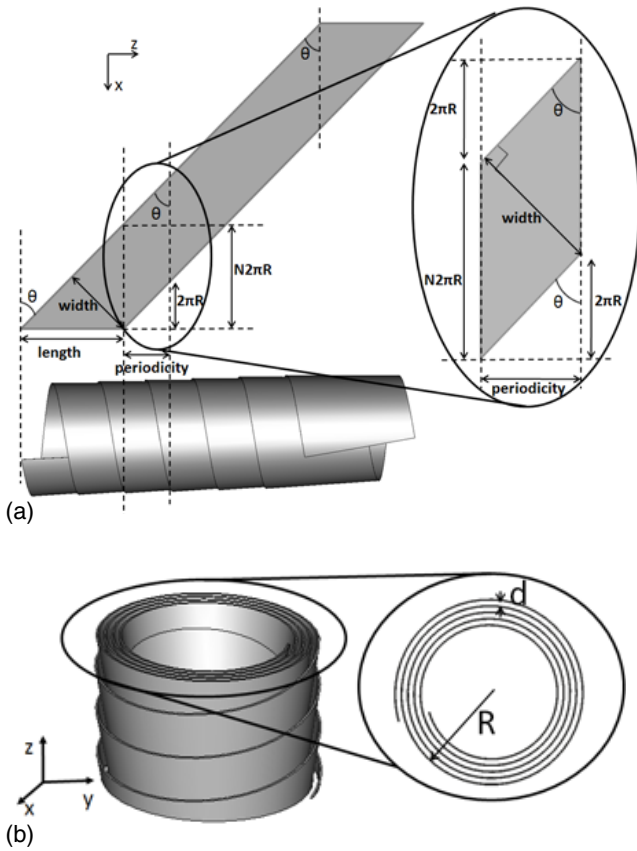 z
x
θ
θ
θ
width
N2πR
2πR
length
periodicity
2πR
θ
width
N2πR
θ
2πR
periodicity
(a)
d
R
z
y
x
(b)